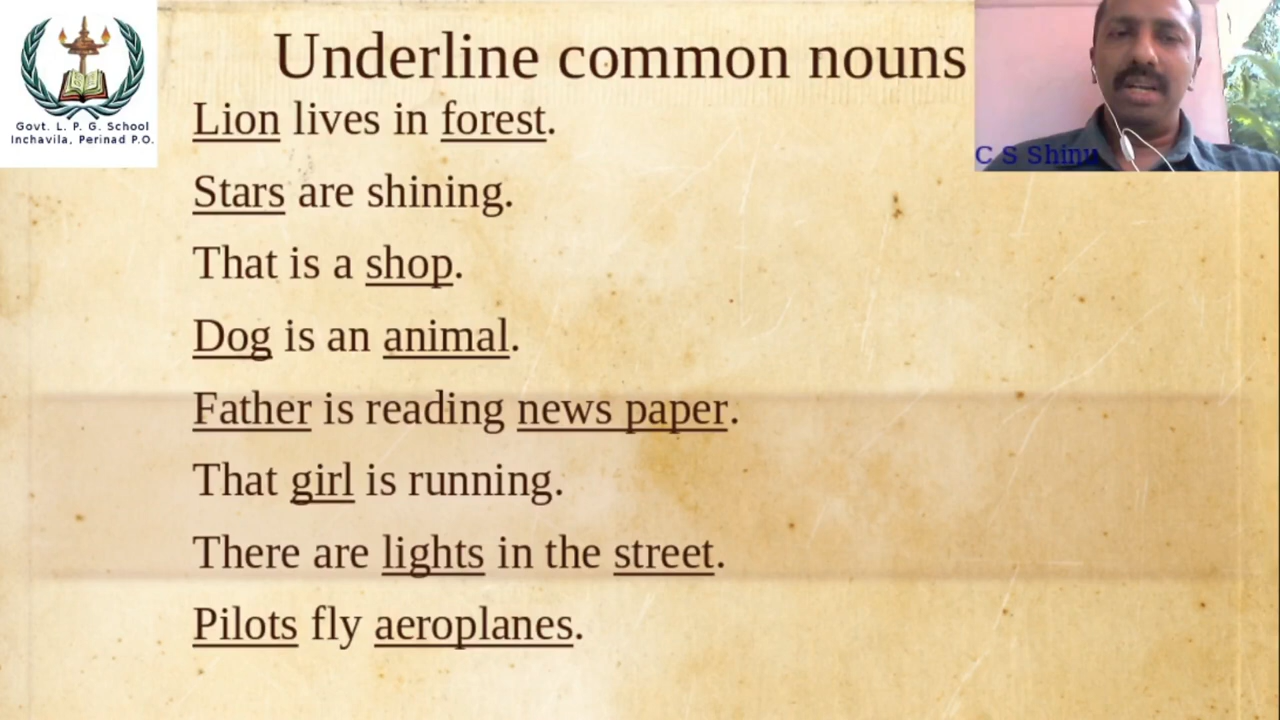 Underline common nouns
Govt. L. P. G. School
Inchavila, Perinad P.O.
C S Shinu
Lion lives in forest.
Stars are shining.
That is a shop.
Dog is an animal.
Father is reading news paper.
That girl is running.
There are lights in the street.
Pilots fly aeroplanes.